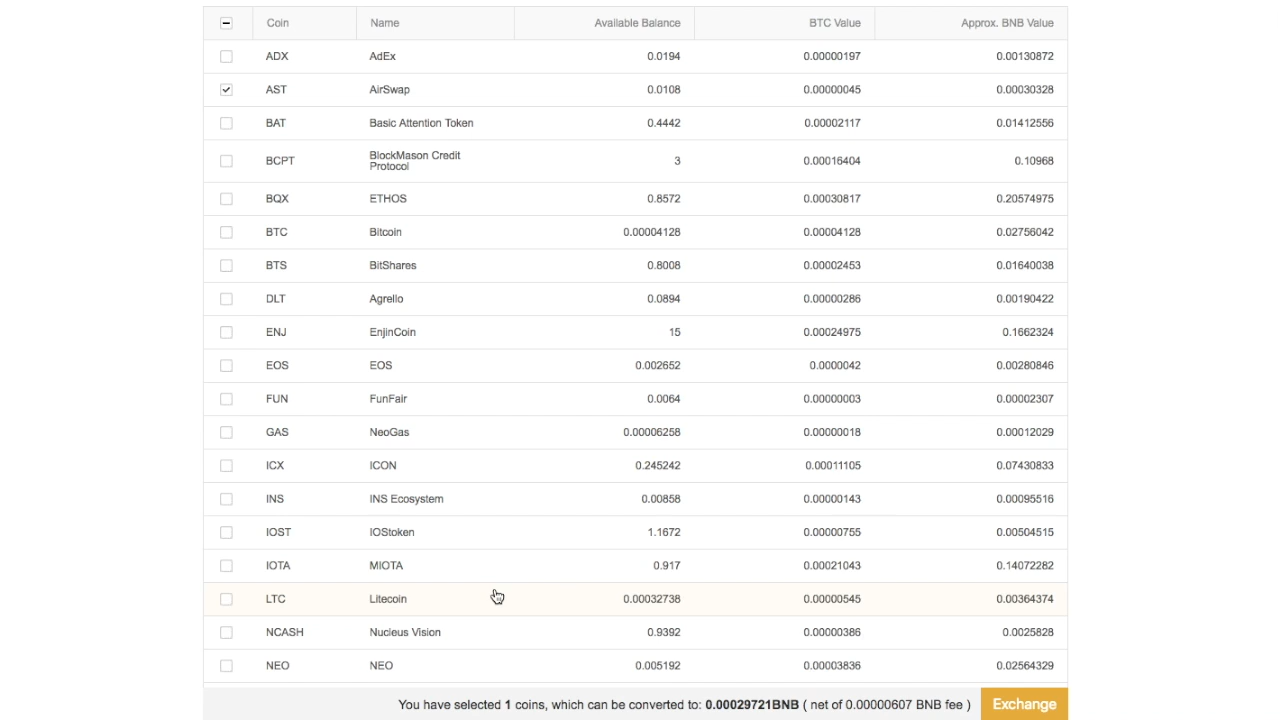 Coin Name Available Balance BTC Value Approx. BNB Value
ADX AdEx 0.0194 0.00000197 0.00130872
AST AirSwap 0.0108 0.00000045 0.00030328
BAT Basic Attention Token 0.4442 0.00002117 0.01412556
BCPT BlockMason Credit
Protocol 3 0.00016404 0.10968
BQX ETHOS 0.8572 0.00030817 0.20574975
BTC Bitcoin 0.00004128 0.00004128 0.02756042
BTS BitShares 0.8008 0.00002453 0.01640038
DLT Agrello 0.0894 0.00000286 0.00190422
ENJ EnjinCoin 15 0.00024975 0.1662324
EOS EOS 0.002652 0.0000042 0.00280846
FUN FunFair 0.0064 0.00000003 0.00002307
GAS NeoGas 0.00006258 0.00000018 0.00012029
ICX ICON 0.245242 0.00011105 0.07430833
INS INS Ecosystem 0.00858 0.00000143 0.00095516
IOST IOStoken 1.1672 0.00000755 0.00504515
IOTA MIOTA 0.917 0.00021043 0.14072282
LTC Litecoin 0.00032738 0.00000545 0.00364374
NCASH Nucleus Vision 0.9392 0.00000386 0.0025828
NEO NEO 0.005192 0.00003836 0.02564329
You have selected 1 coins, which can be converted to: 0.00029721BNB ( net of 0.00000607 BNB fee ) Exchange